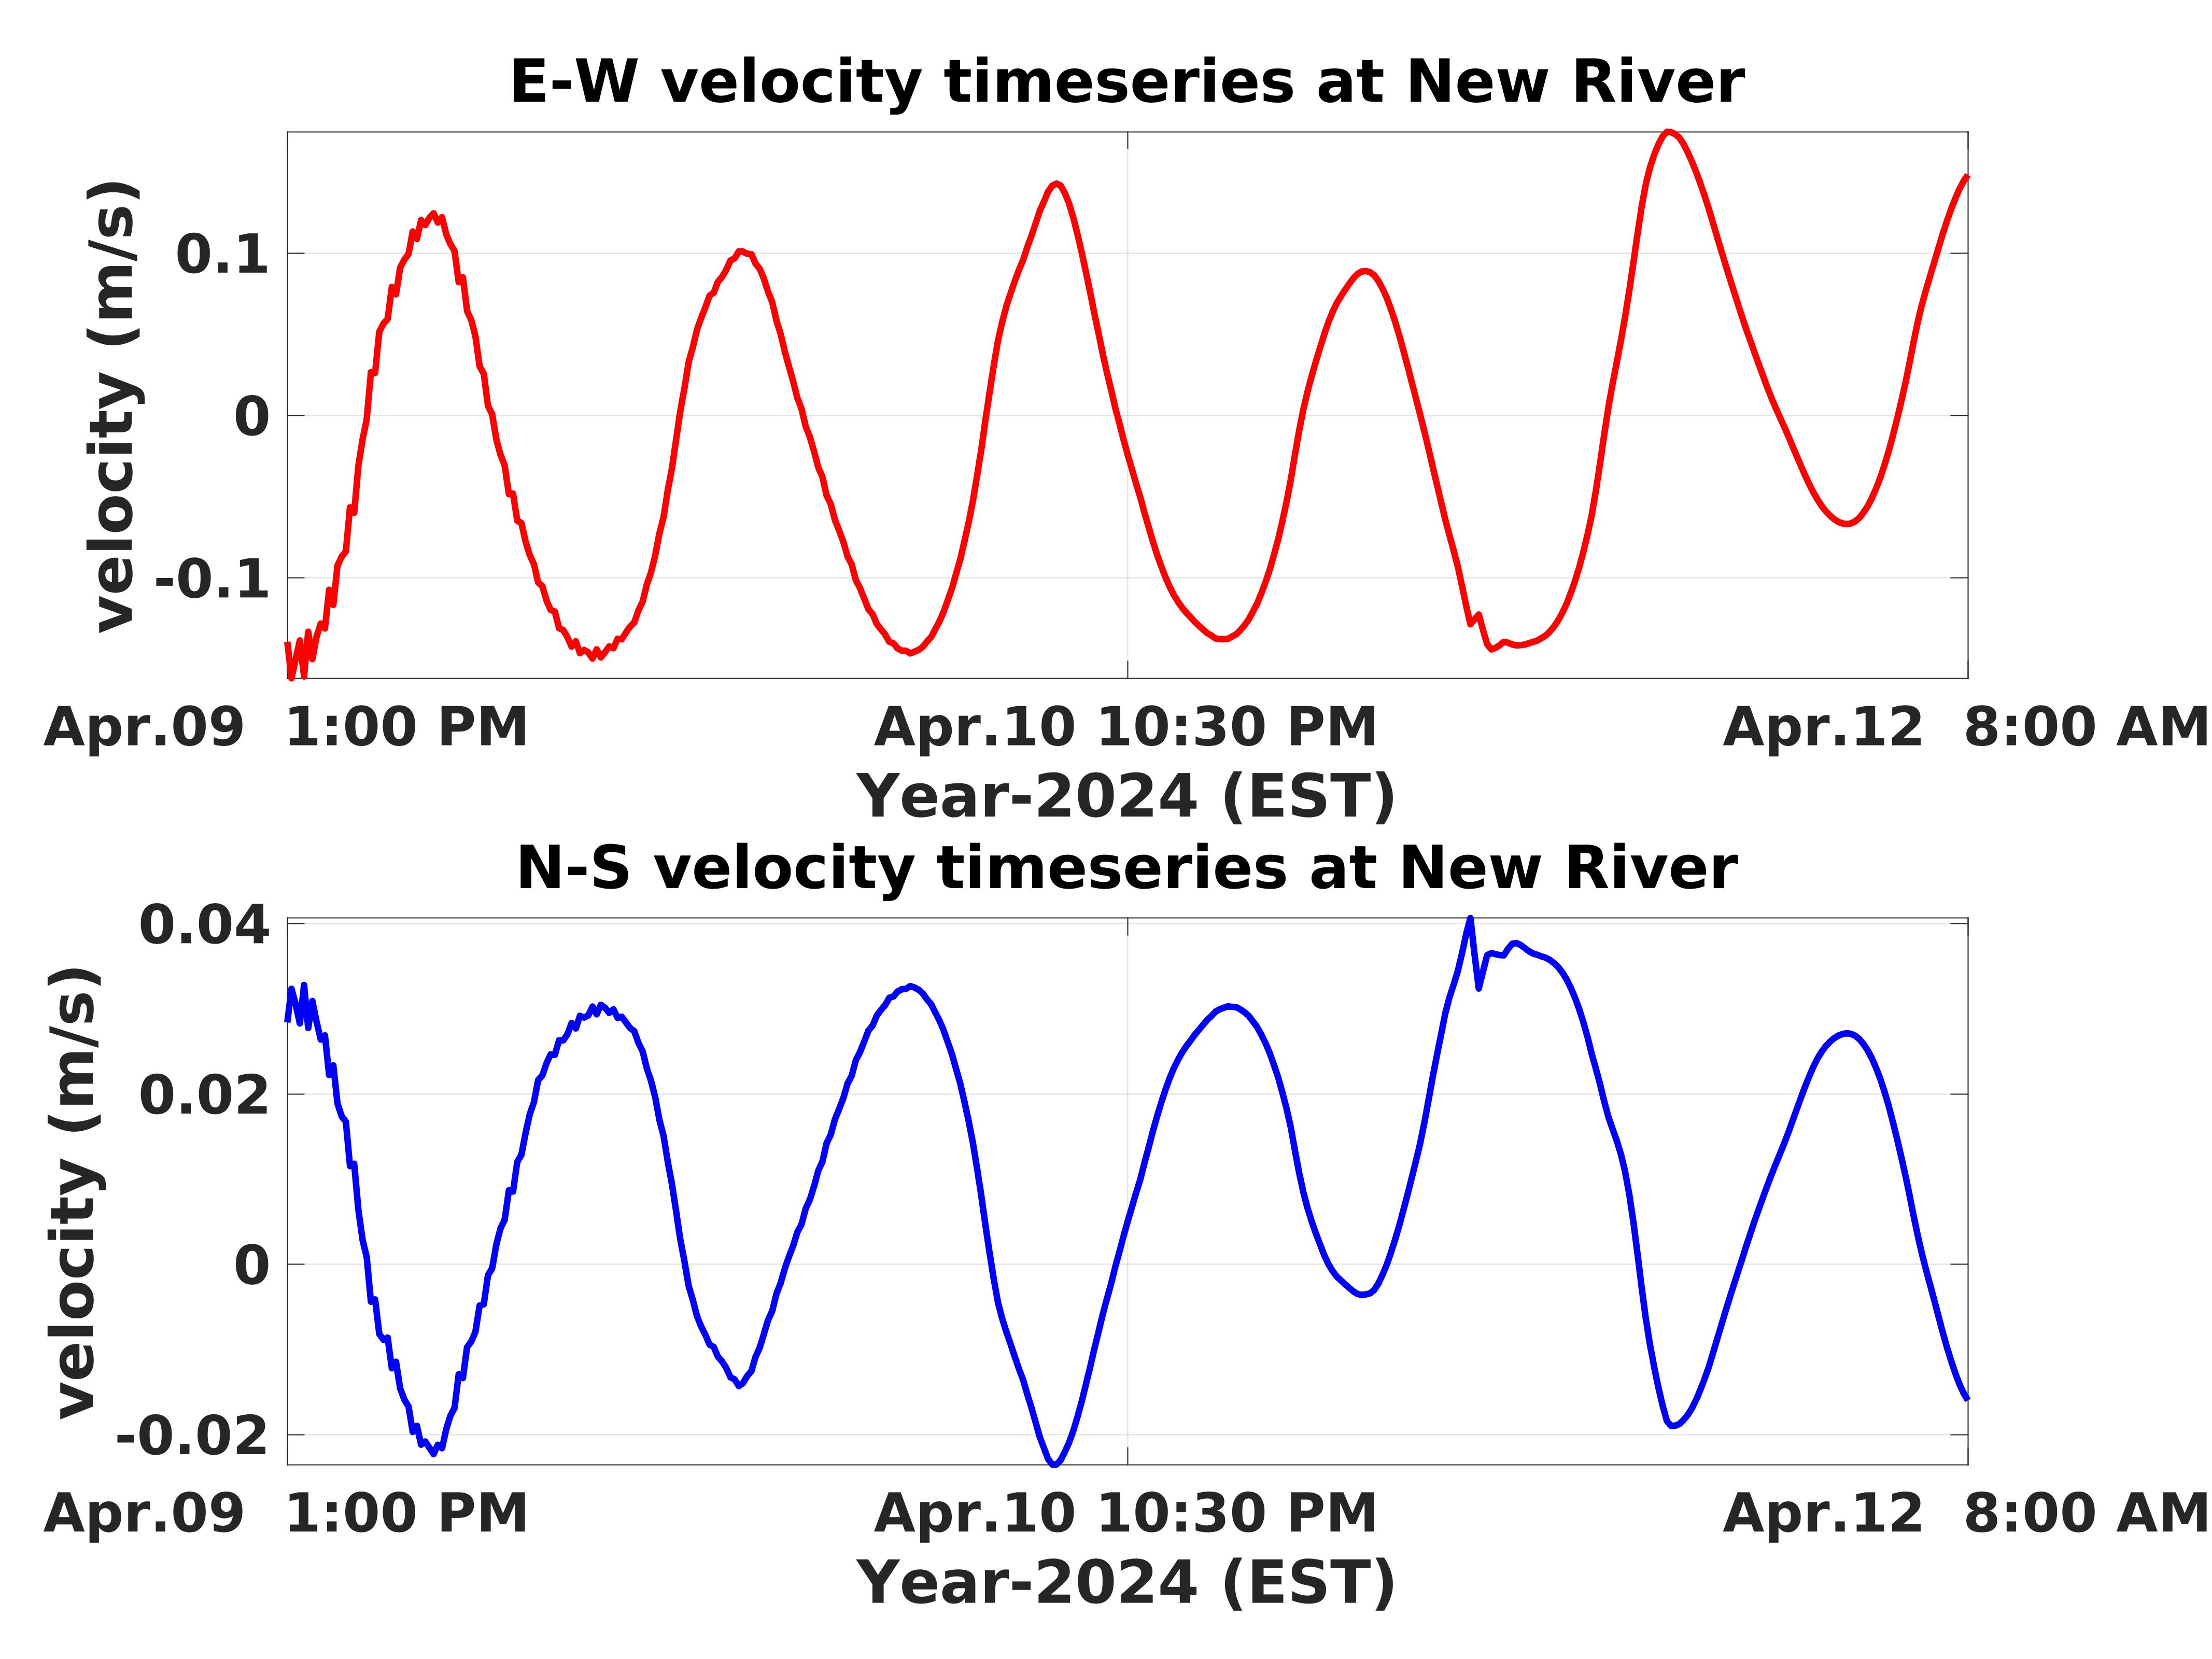 E-W velocity timeseries at New River
velocity (m/s)
0.1
0
-0.1
Apr.09  1:00 PM
Apr.10 10:30 PM
Apr.12  8:00 AM
Year-2024 (EST)
N-S velocity timeseries at New River
velocity (m/s)
0.04
0.02
0
-0.02
Apr.09  1:00 PM
Apr.10 10:30 PM
Apr.12  8:00 AM
Year-2024 (EST)